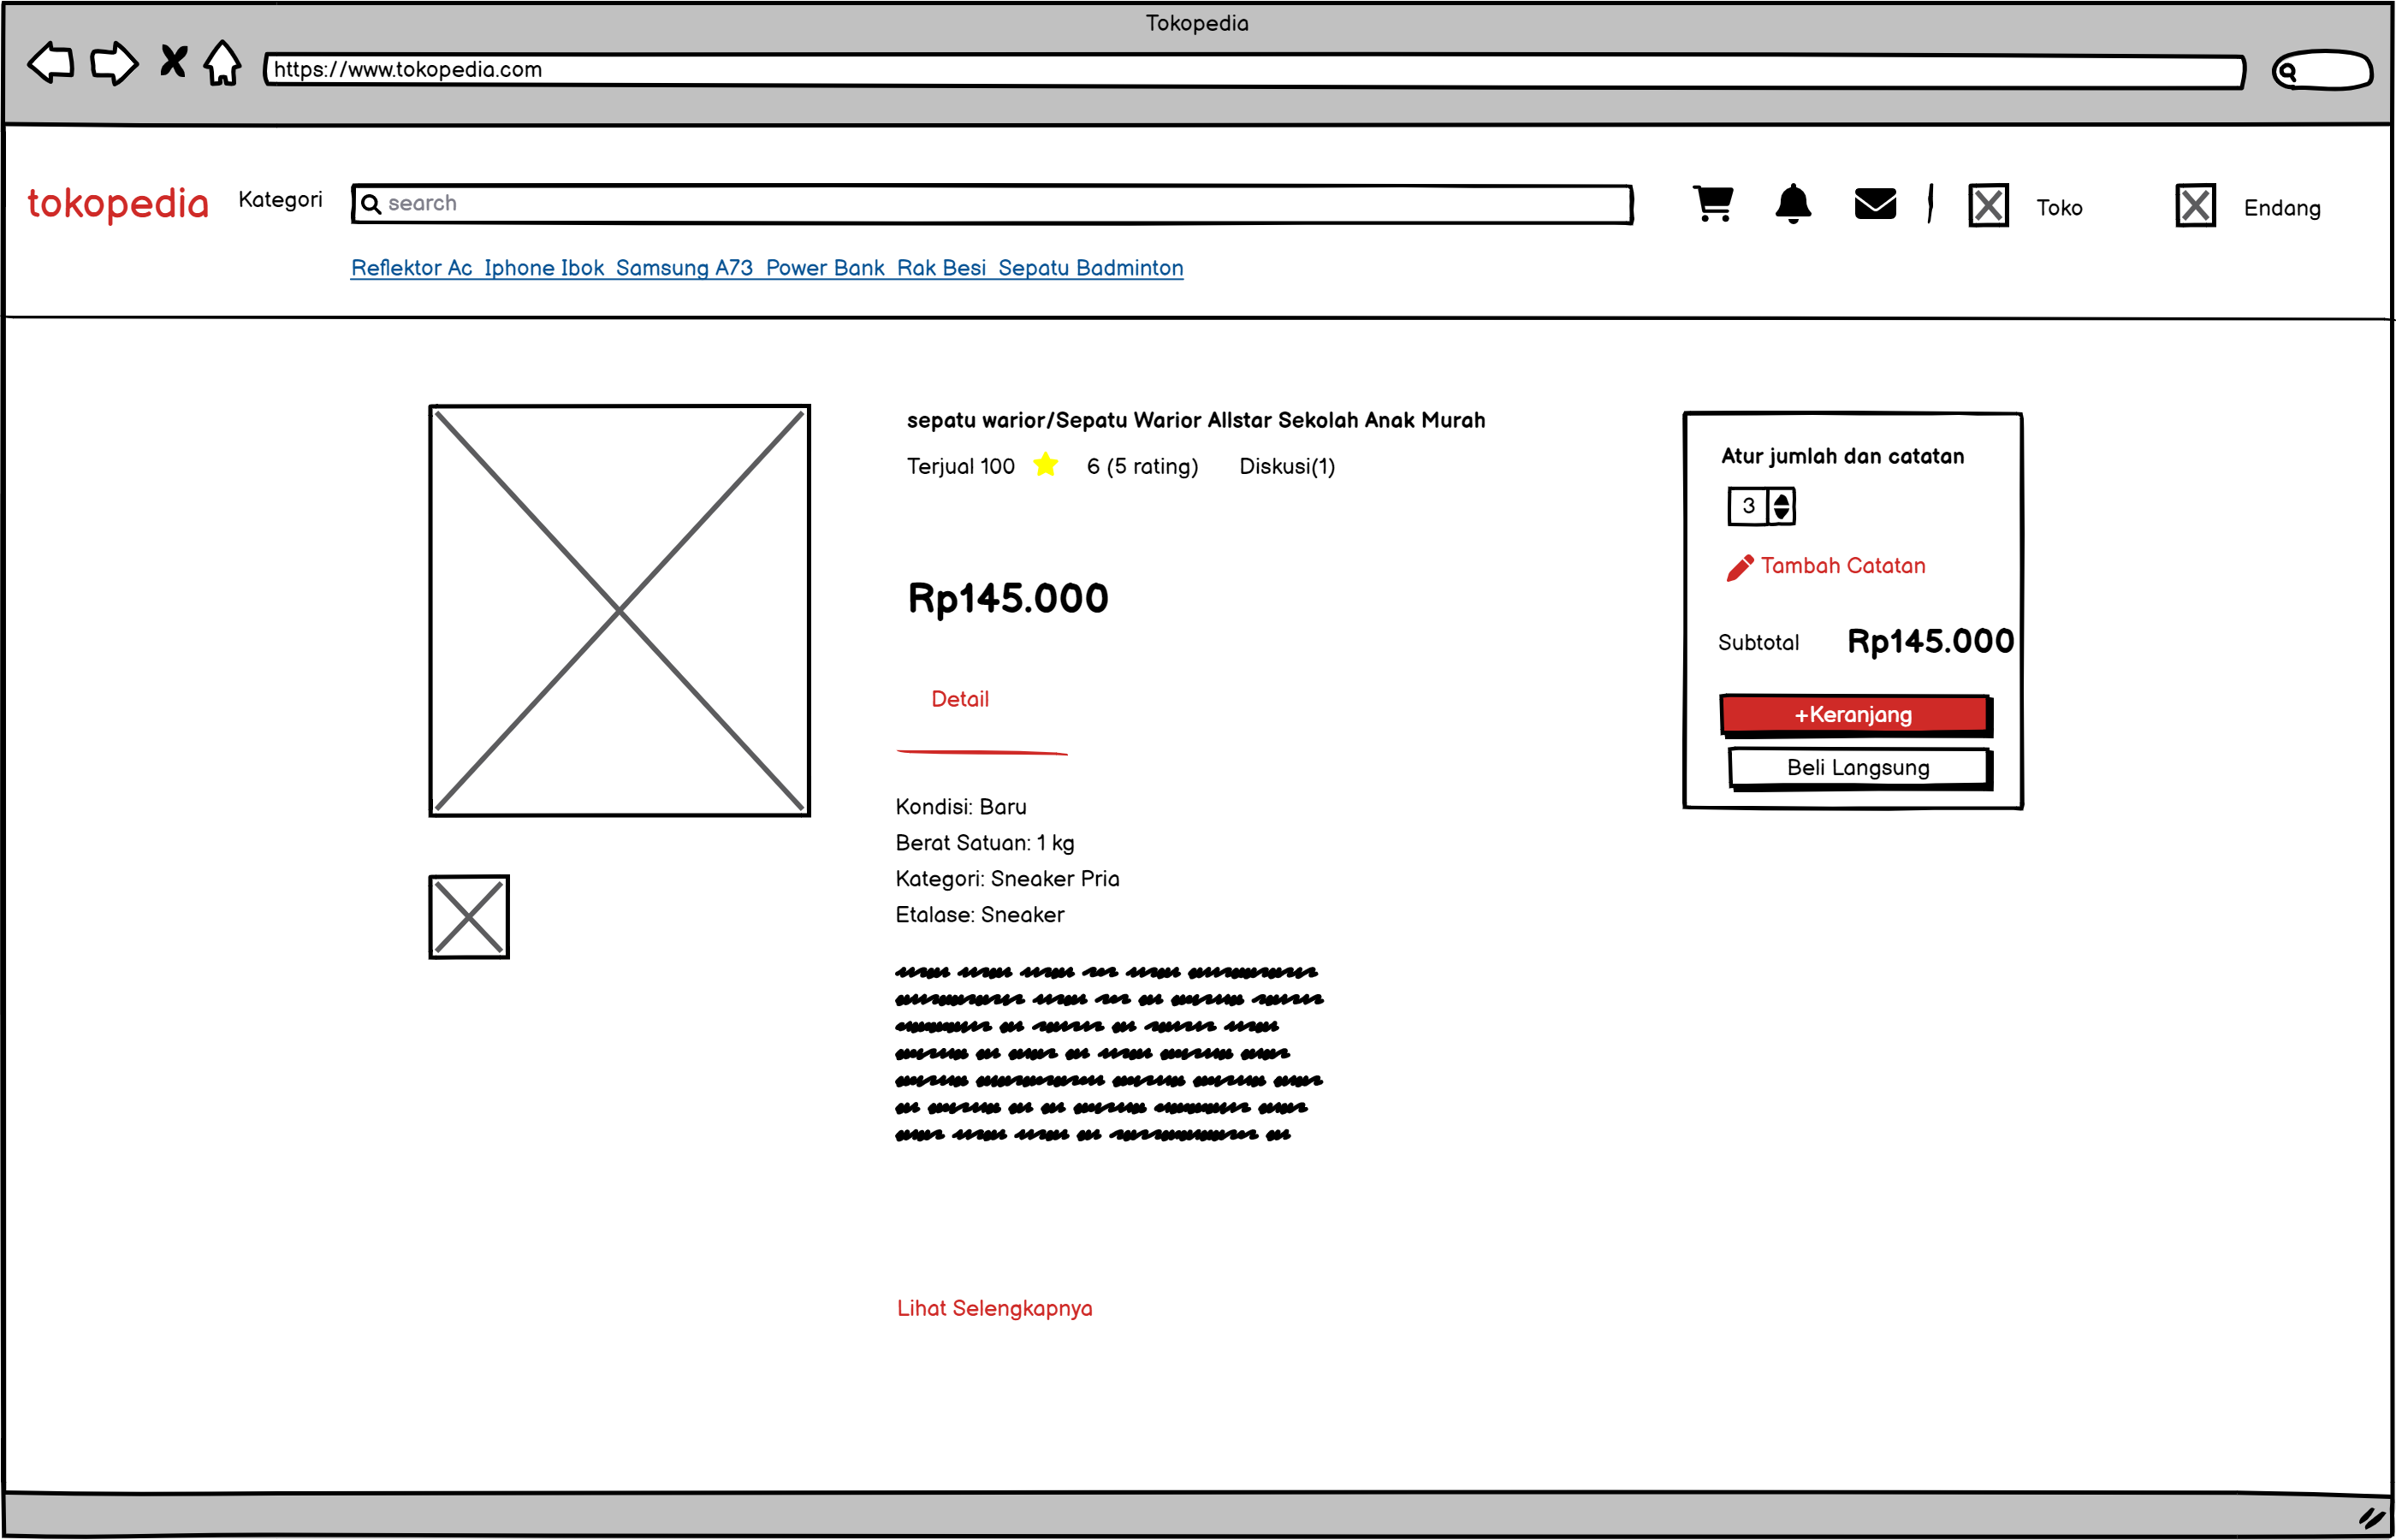 Tokopedia
https://www.tokopedia.com
tokopedia Kategori search Toko Endang
Reflektor Ac Iphone Ibok Samsung A73 Power Bank Rak Besi Sepatu Badminton
sepatu warior/Sepatu Warior Allstar Sekolah Anak Murah
Terjual 100 6 (5 rating) Diskusi(1)
Rp145.000
Detail
Kondisi: Baru
Berat Satuan: 1 kg
Kategori: Sneaker Pria
Etalase: Sneaker
Lihat Selengkapnya
Atur jumlah dan catatan
3
Tambah Catatan
Subtotal Rp145.000
+Keranjang
Beli Langsung